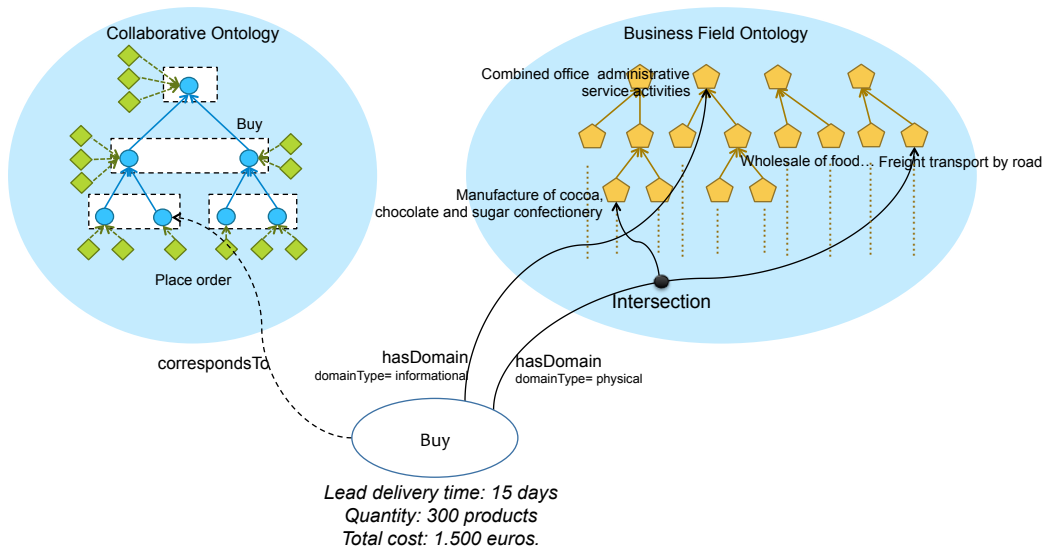 Collaborative Ontology
Buy
Place order
Business Field Ontology
Combined office administrative
service activities
Wholesale of food…
Freight transport by road
Manufacture of cocoa,
chocolate and sugar confectionery
Intersection
correspondsTo
hasDomain
domainType= informational
hasDomain
domainType= physical
Buy
Lead delivery time: 15 days
Quantity: 300 products
Total cost: 1.500 euros.